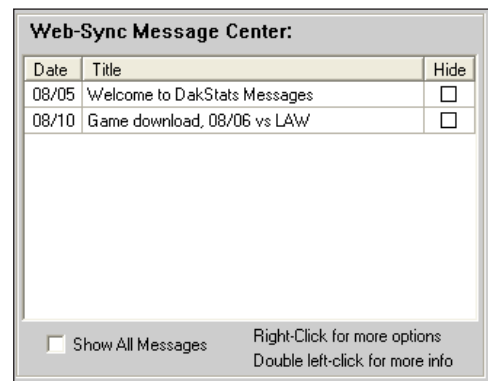 Web-Sync Message Center:
Date Title Hide
08/05 Welcome to DakStats Messages
08/10 Game download, 08/06 vs LAW
Show All Messages
Right-Click for more options
Double left-click for more info